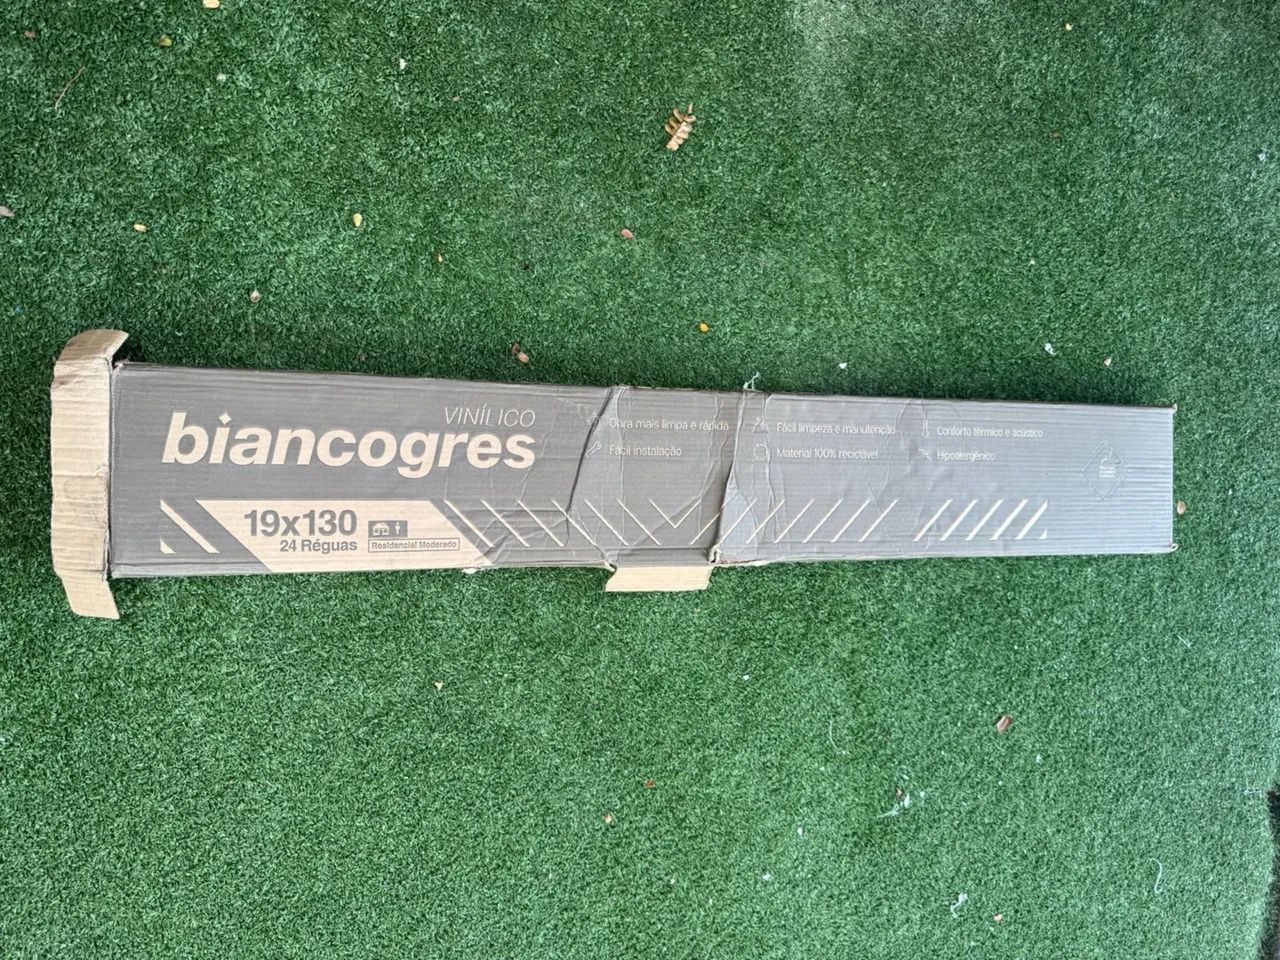 VINÍLICO
biancogres
Obra mais limpa e rápida
Fácil instalação
Fácil limpeza e manutenção
Material 100% reciclável
Conforto térmico e acústico
Hipoalergênico
19x130
24 Réguas
Residencial Moderado